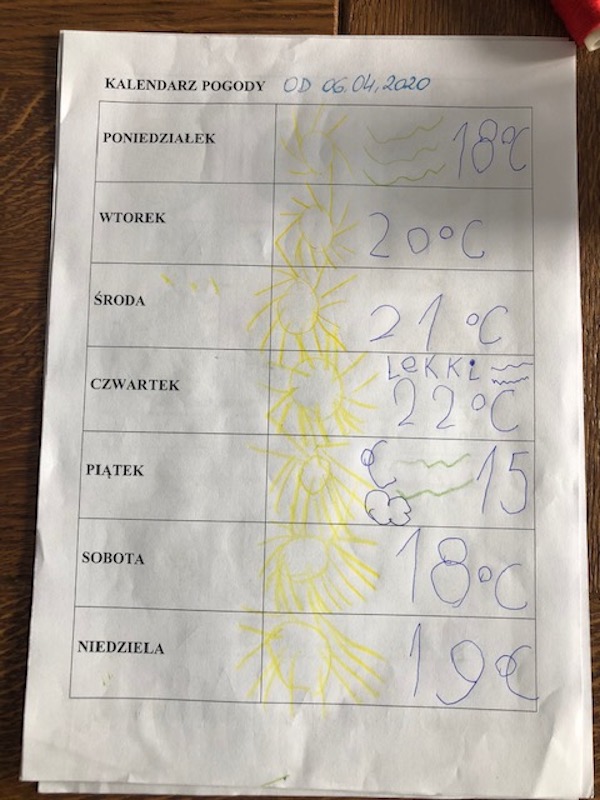 KALENDARZ POGODY OD 06.04.2020
PONIEDZIAŁEK 18°C
WTOREK 20°C
ŚRODA 21°C
LEKKI
CZWARTEK 22°C
PIĄTEK °C 15
SOBOTA 18°C
NIEDZIELA 19°C